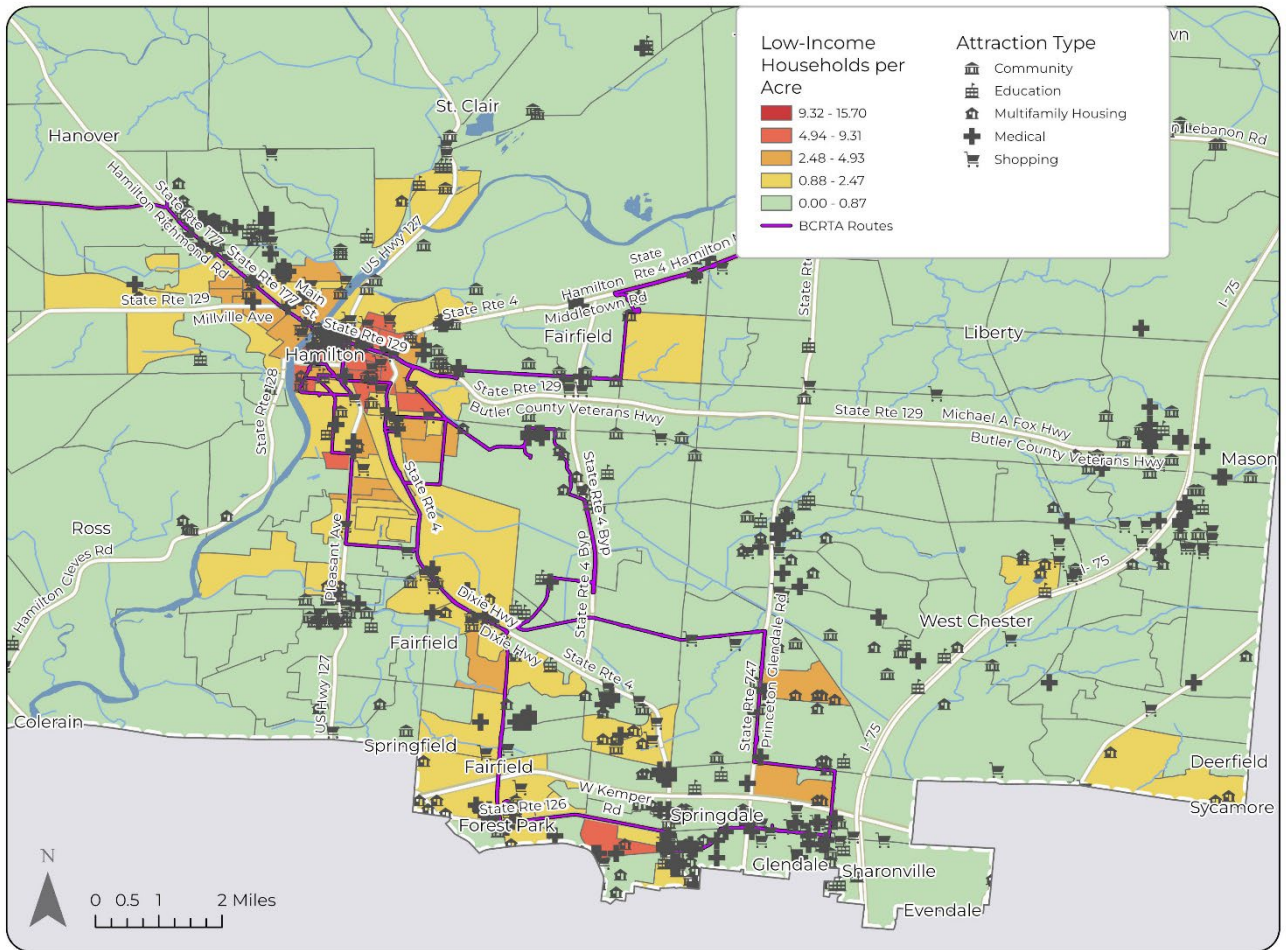 Low-Income
Households per
Acre
9.32 - 15.70
4.94 - 9.31
2.48 - 4.93
0.88 - 2.47
0.00 - 0.87
BCRTA Routes
Attraction Type
Community
Education
Multifamily Housing
Medical
Shopping
wn
n Lebanon Rd
St. Clair
Hanover
Hamilton Richmond Rd
State Rte 177
State Rte 177
State Rte 177
US Hwy 127
Main
St.
State Rte 129
Millville Ave
State Rte 129
Hamilton
State Rte 128
State Rte 4
Hamilton
Middletown Rd
State
Rte 4 Hamilton M
Fairfield
State Rte
Liberty
I- 75
State Rte 129
Butler County Veterans Hwy
State Rte 129
Michael A Fox Hwy
Butler County Veterans Hwy
Mason
State Rte 4
State Rte 4 Byp
State Rte 4 Byp
Ross
Hamilton Cleves Rd
Pleasant Ave
I- 75
Dixie Hwy
Dixie Hwy
Fairfield
State Rte 4
West Chester
US Hwy 127
State Rte 747
Princeton Glendale Rd
I- 75
Colerain
Springfield
Fairfield
W Kemper
Rd
State Rte 126
Forest Park
Springdale
Glendale
Sharonville
Evendale
Deerfield
Sycamore
N
0 0.5 1 2 Miles